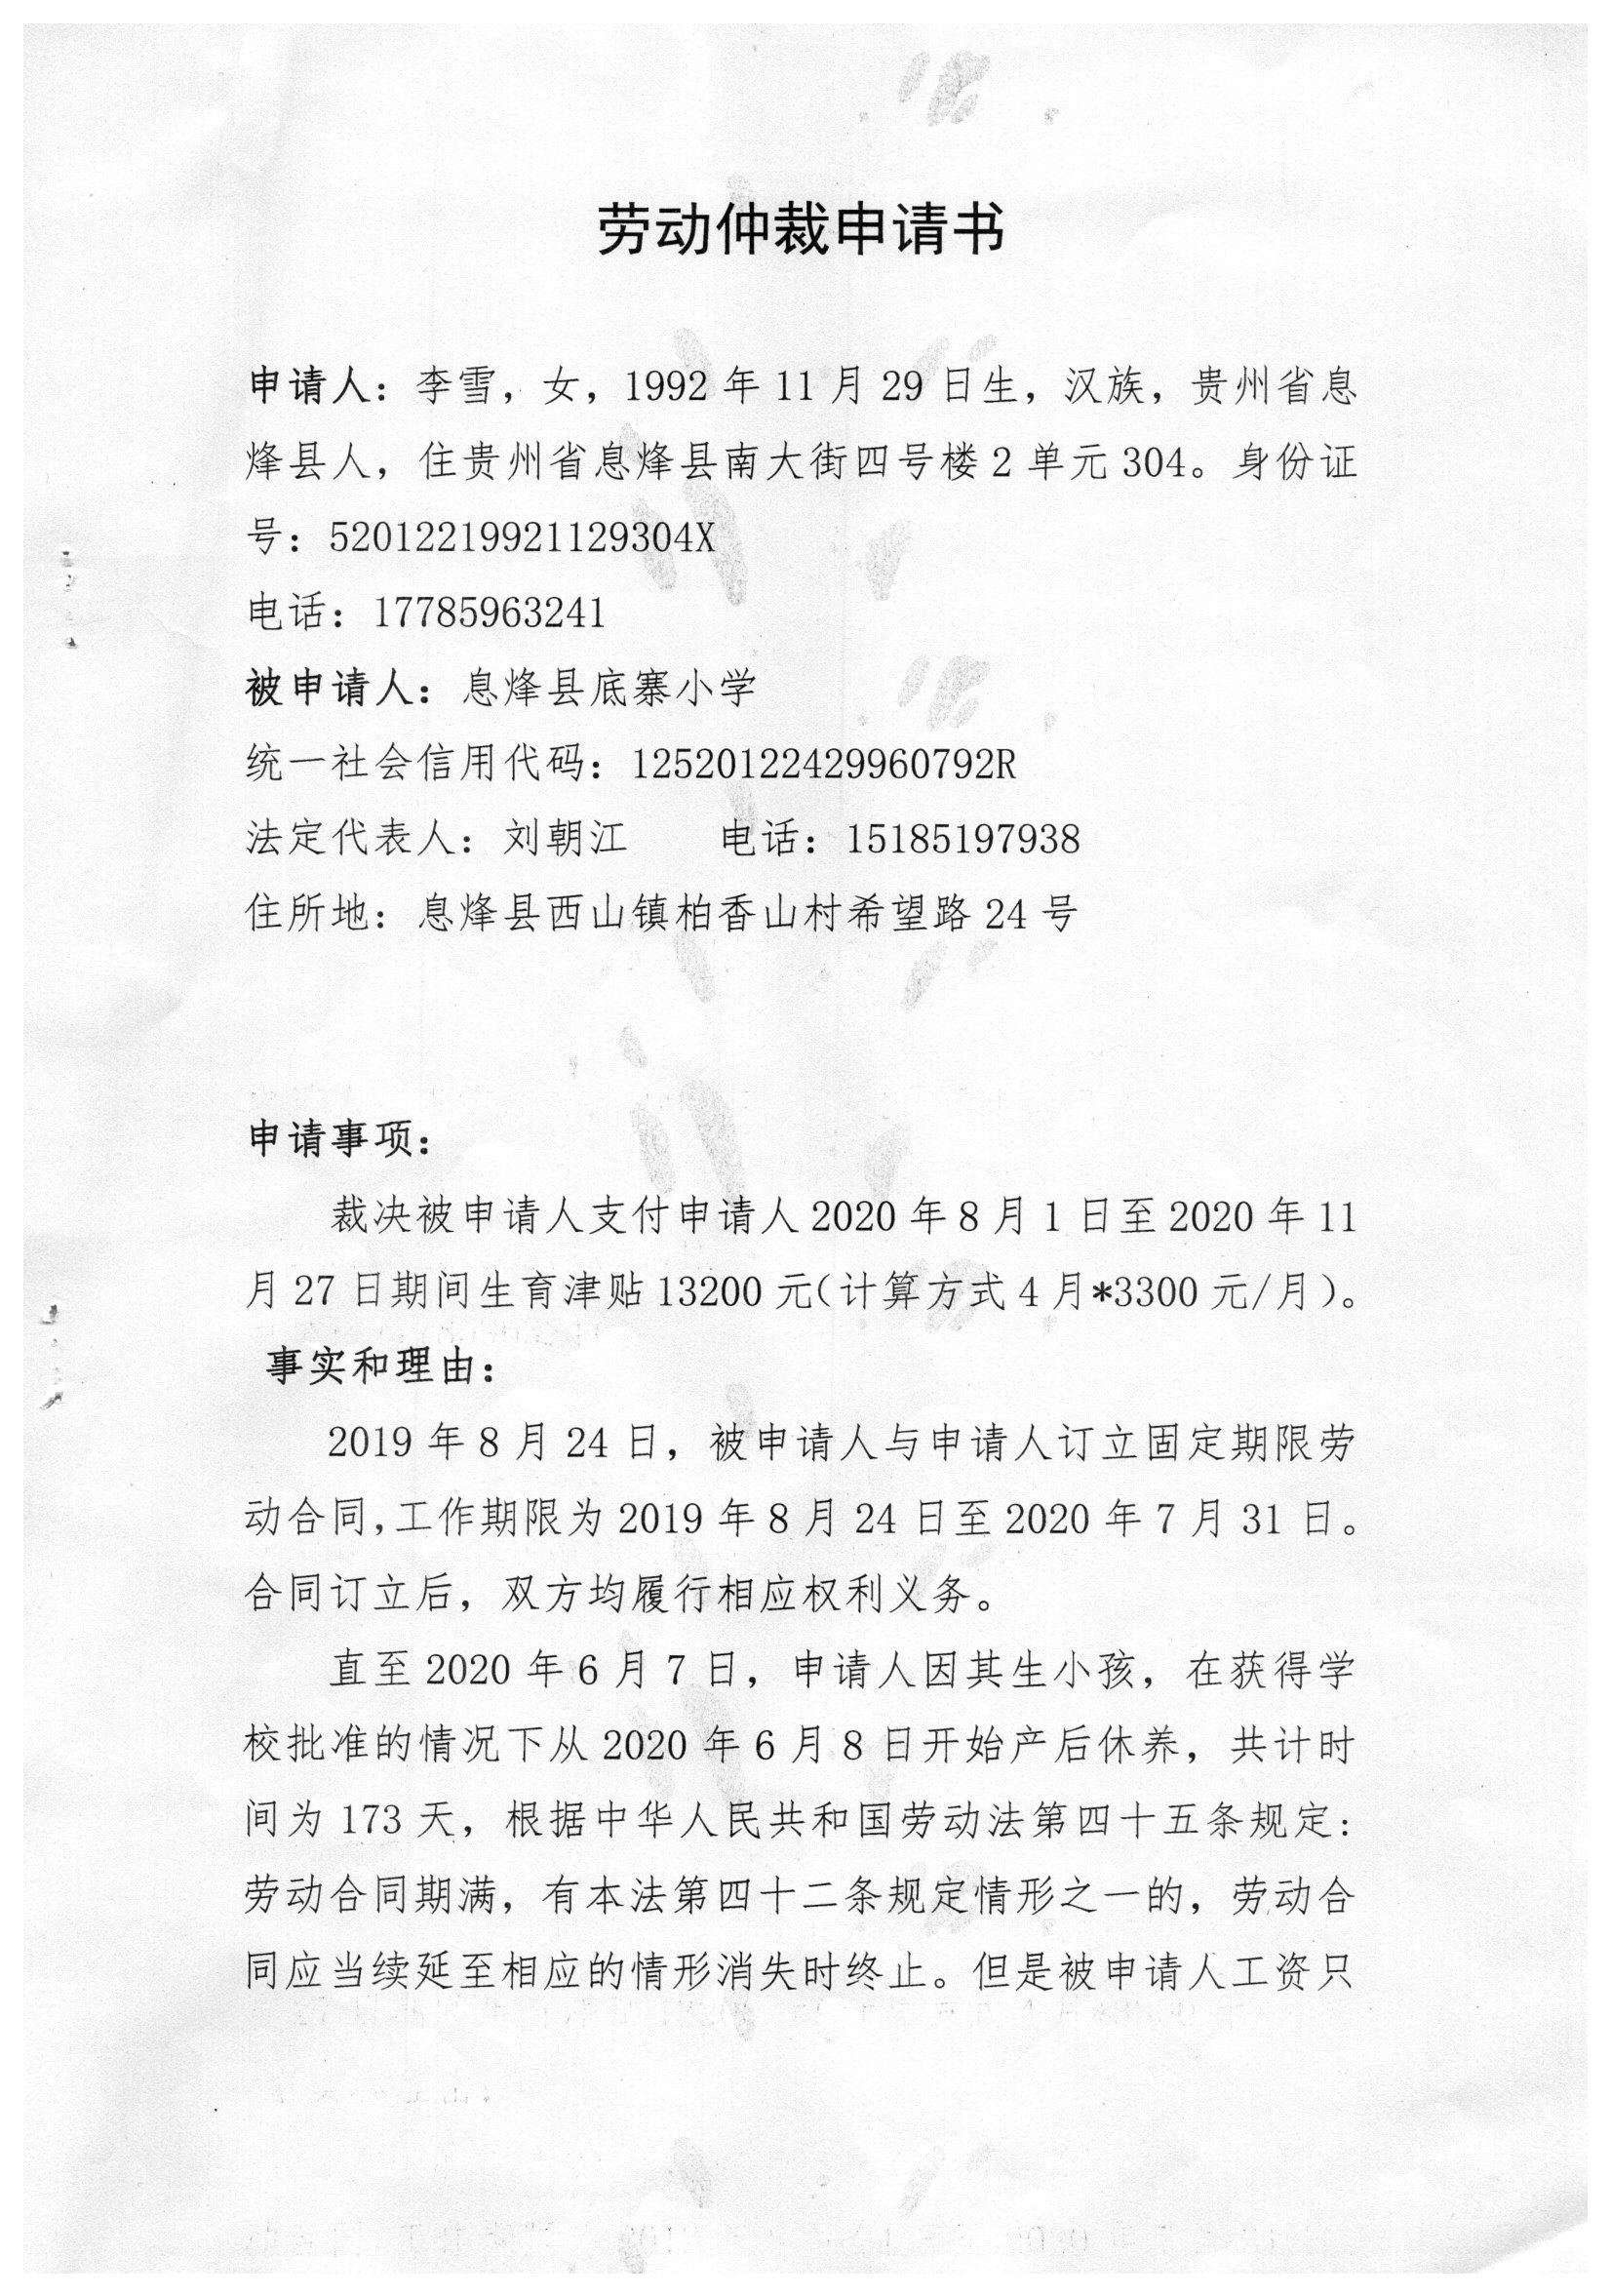 劳动仲裁申请书
申请人：李雪，女，1992年11月29日生，汉族，贵州省息
烽县人，住贵州省息烽县南大街四号楼2单元304。身份证
号：52012219921129304X
电话：17785963241
被申请人：息烽县底寨小学
统一社会信用代码：12520122429960792R
法定代表人：刘朝江 电话：15185197938
住所地：息烽县西山镇柏香山村希望路24号
申请事项：
裁决被申请人支付申请人2020年8月1日至2020年11
月27日期间生育津贴13200元（计算方式4月*3300元/月）。
事实和理由：
2019年8月24日，被申请人与申请人订立固定期限劳
动合同，工作期限为2019年8月24日至2020年7月31日。
合同订立后，双方均履行相应权利义务。
直至2020年6月7日，申请人因其生小孩，在获得学
校批准的情况下从2020年6月8日开始产后休养，共计时
间为173天，根据中华人民共和国劳动法第四十五条规定：
劳动合同期满，有本法第四十二条规定情形之一的，劳动合
同应当续延至相应的情形消失时终止。但是被申请人工资只